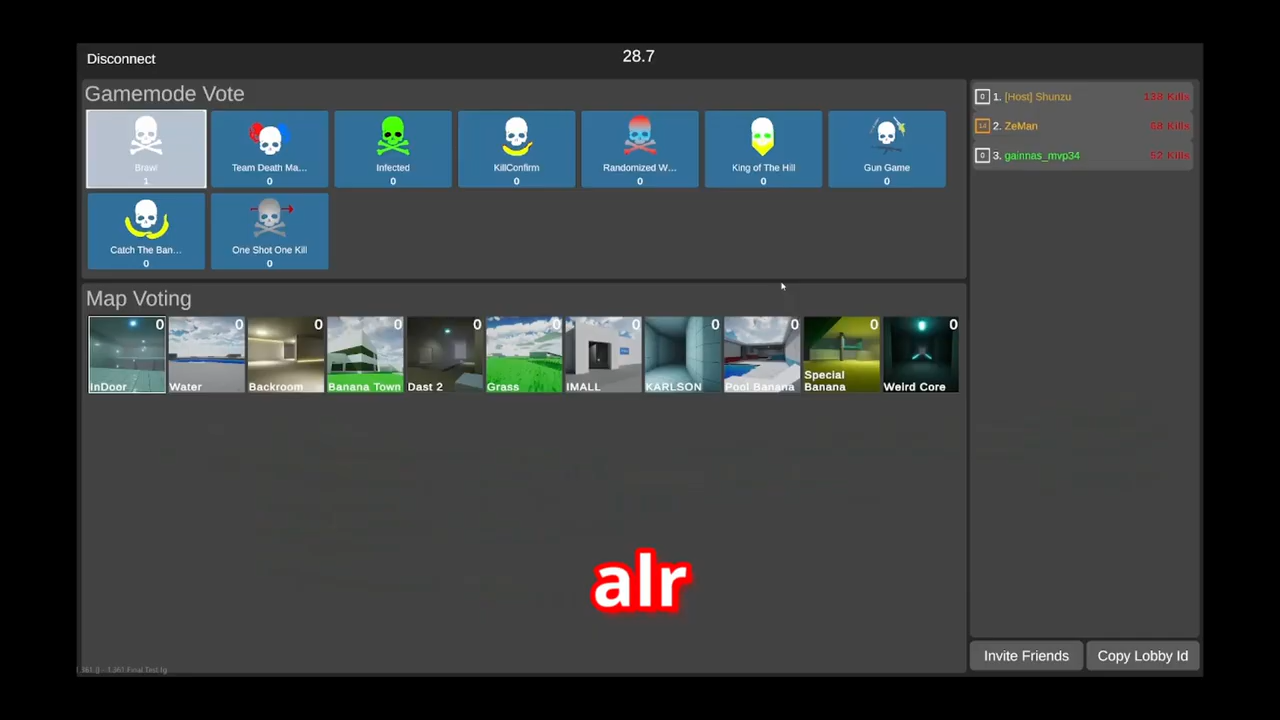 Disconnect
28.7
Gamemode Vote
Brawl
1
Team Death Ma...
0
Infected
0
KillConfirm
0
Randomized W...
0
King of The Hill
0
Gun Game
0
Catch The Ban...
0
One Shot One Kill
0
Map Voting
0
InDoor
0
Water
0
Backroom
0
Banana Town
0
Dast 2
0
Grass
0
IMALL
0
KARLSON
0
Pool Banana
0
Special
Banana
0
Weird Core
0 1. [Host] Shunzu 138 Kills
14 2. ZeMan 68 Kills
0 3. gainnas_mvp34 52 Kills
alr
Invite Friends
Copy Lobby Id